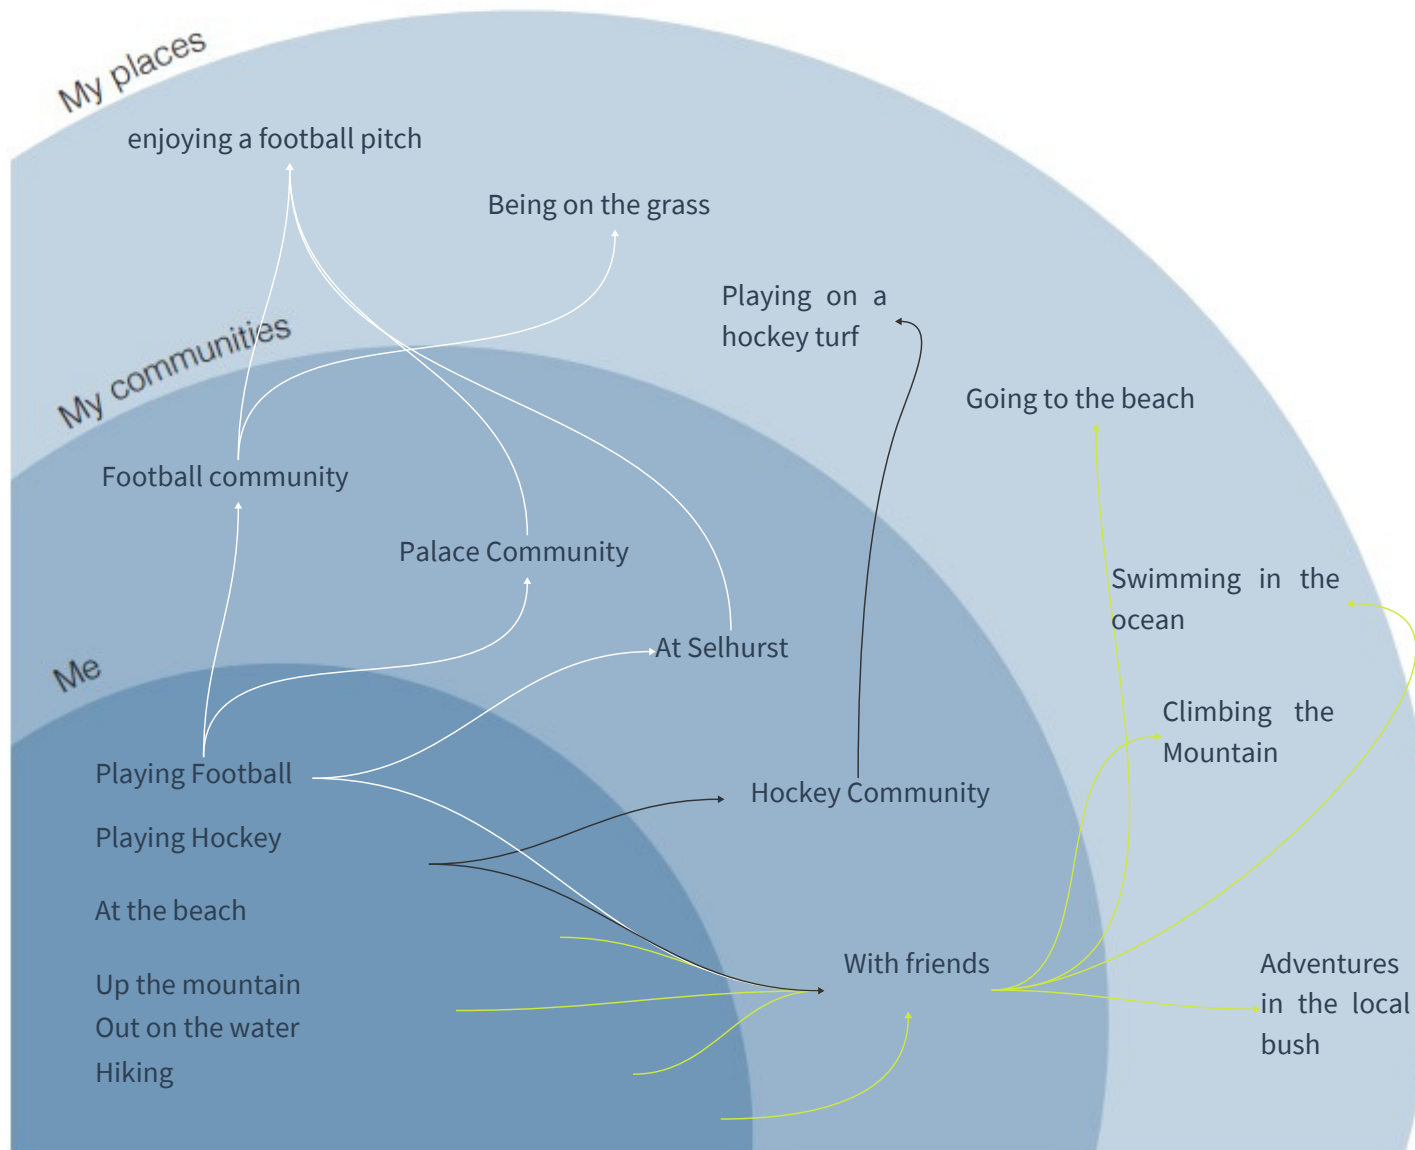 My places
enjoying a football pitch
Being on the grass
Playing on a
hockey turf
My communities
Going to the beach
Football community
Palace Community
Swimming in the
ocean
At Selhurst
Me
Climbing the
Mountain
Playing Football
Hockey Community
Playing Hockey
At the beach
With friends
Adventures
in the local
bush
Up the mountain
Out on the water
Hiking